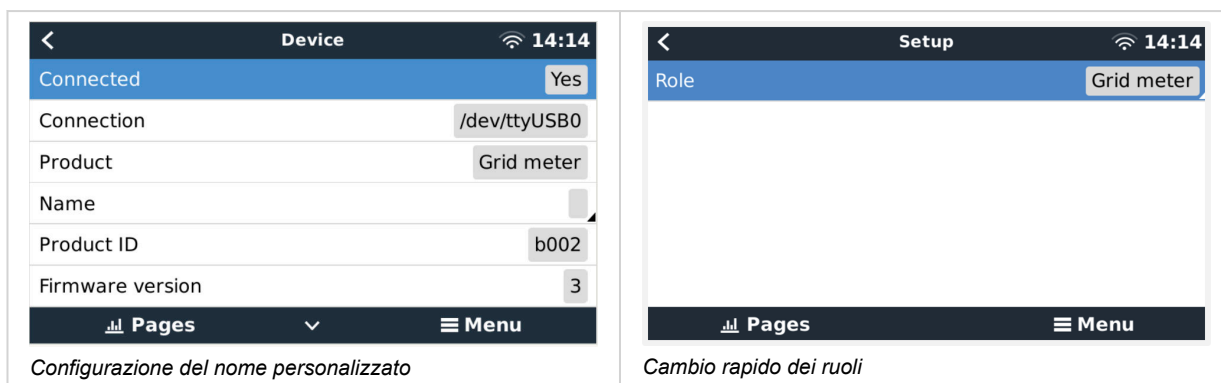 Device 14:14
Connected Yes
Connection /dev/ttyUSB0
Product Grid meter
Name
Product ID b002
Firmware version 3
Pages Menu
Configurazione del nome personalizzato
Setup 14:14
Role Grid meter
Pages Menu
Cambio rapido dei ruoli